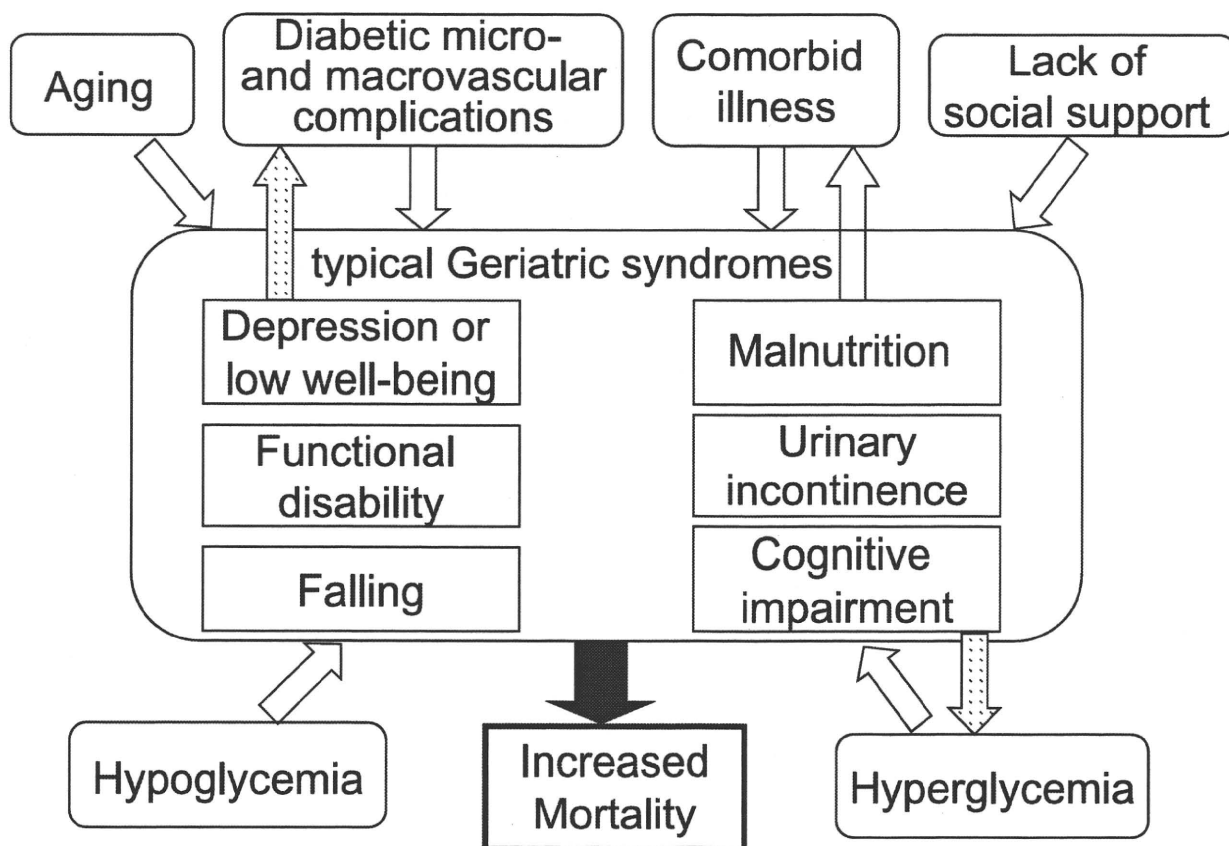 Aging
Diabetic micro-
and macrovascular
complications
Comorbid
illness
Lack of
social support
typical Geriatric syndromes
Depression or
low well-being
Functional
disability
Falling
Malnutrition
Urinary
incontinence
Cognitive
impairment
Hypoglycemia
Increased
Mortality
Hyperglycemia